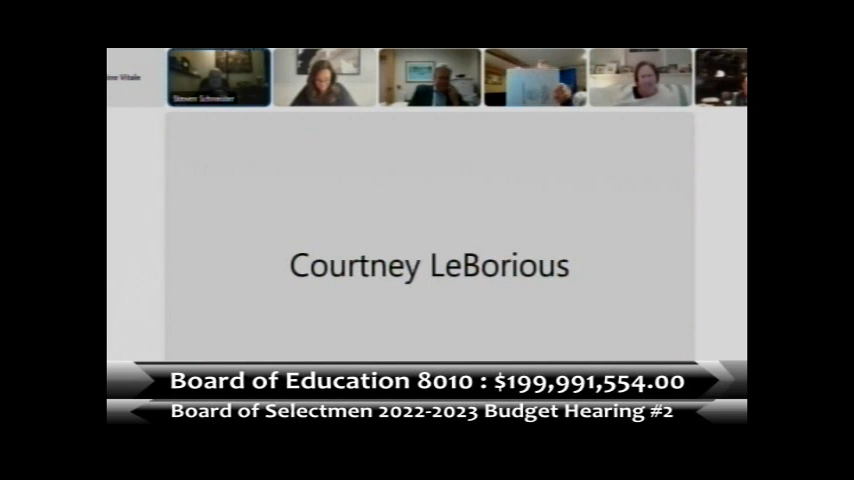 Vitale
Steven Schneider
Courtney LeBorious
Board of Education 8010 : $199,991,554.00
Board of Selectmen 2022-2023 Budget Hearing #2